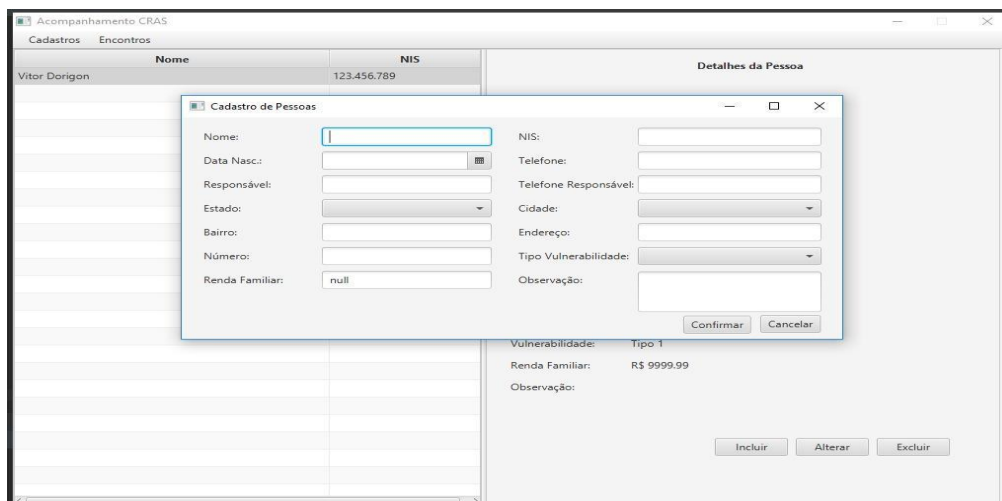 Acompanhamento CRAS
Cadastros Encontros
Nome NIS
Vitor Dorigon 123.456.789
Detalhes da Pessoa
Cadastro de Pessoas
Nome: NIS:
Data Nasc.: Telefone:
Responsável: Telefone Responsável:
Estado: Cidade:
Bairro: Endereço:
Número: Tipo Vulnerabilidade:
Renda Familiar: null Observação:
Confirmar Cancelar
Vulnerabilidade: Tipo 1
Renda Familiar: R$ 9999.99
Observação:
Incluir Alterar Excluir